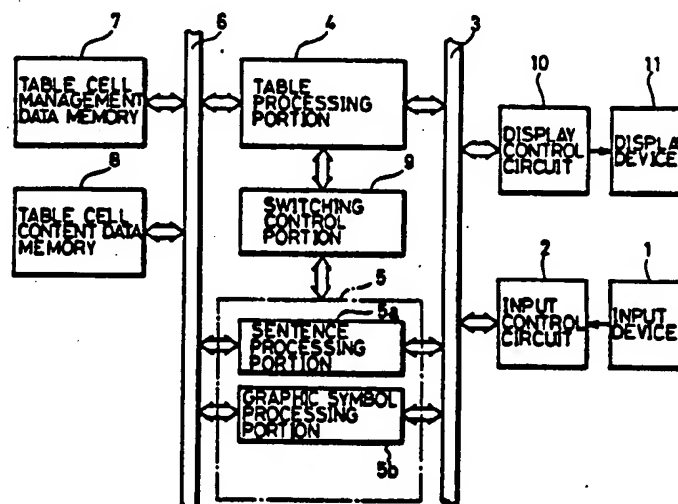 7
6
4
3
TABLE CELL
MANAGEMENT
DATA MEMORY
TABLE
PROCESSING
PORTION
10
11
DISPLAY
CONTROL
CIRCUIT
DISPLAY
DEVICE
8
TABLE CELL
CONTENT DATA
MEMORY
9
SWITCHING
CONTROL
PORTION
2
1
INPUT
CONTROL
CIRCUIT
INPUT
DEVICE
5
5a
SENTENCE
PROCESSING
PORTION
GRAPHIC SYMBOL
PROCESSING
PORTION
5b